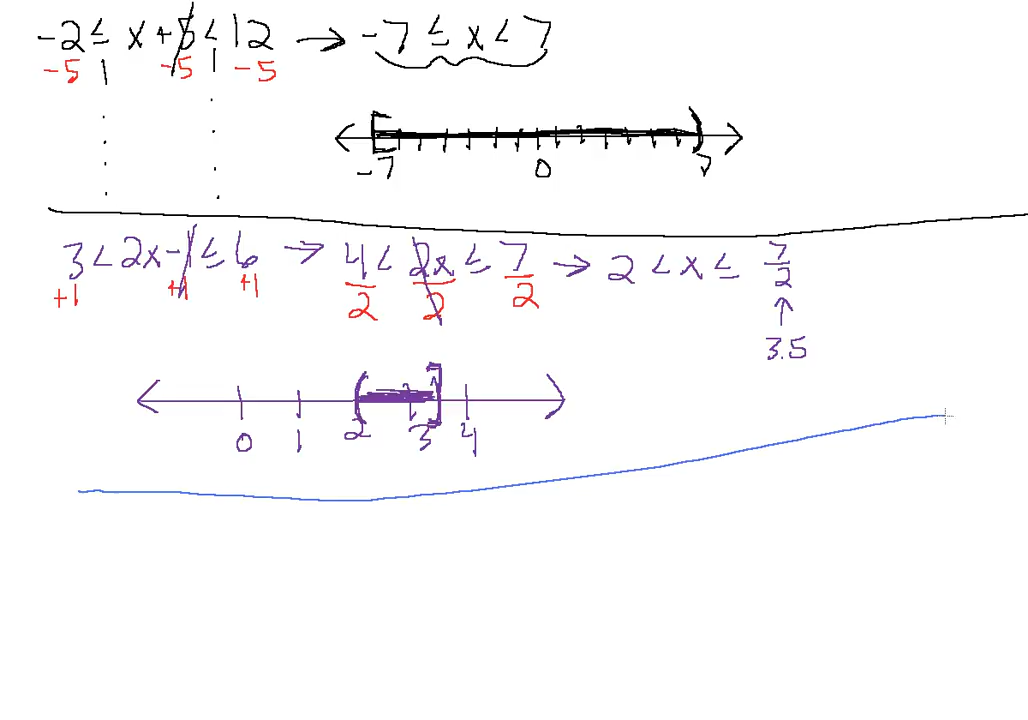 -2 ≤ x + 5 < 12 → -7 ≤ x < 7
-5 -5 -5
-7 0 7
3 < 2x - 1 ≤ 6 → 4/2 < 2x/2 ≤ 7/2 → 2 < x ≤ 7/2
+1 +1 +1
3.5
0 1 2 3 4